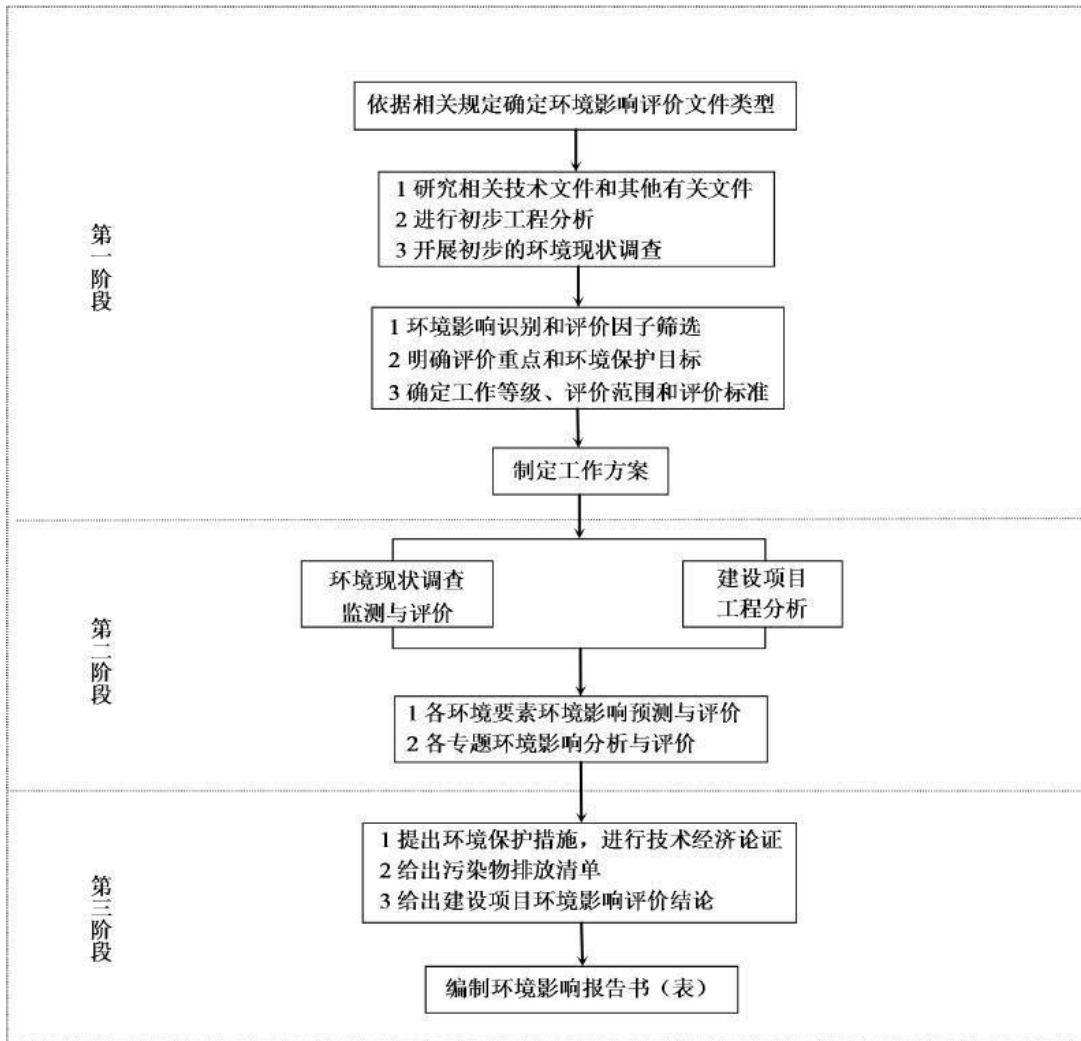 依据相关规定确定环境影响评价文件类型
1 研究相关技术文件和其他有关文件
2 进行初步工程分析
3 开展初步的环境现状调查
第一阶段
1 环境影响识别和评价因子筛选
2 明确评价重点和环境保护目标
3 确定工作等级、评价范围和评价标准
制定工作方案
环境现状调查
监测与评价
建设项目
工程分析
第二阶段
1 各环境要素环境影响预测与评价
2 各专题环境影响分析与评价
1 提出环境保护措施，进行技术经济论证
2 给出污染物排放清单
3 给出建设项目环境影响评价结论
第三阶段
编制环境影响报告书（表）